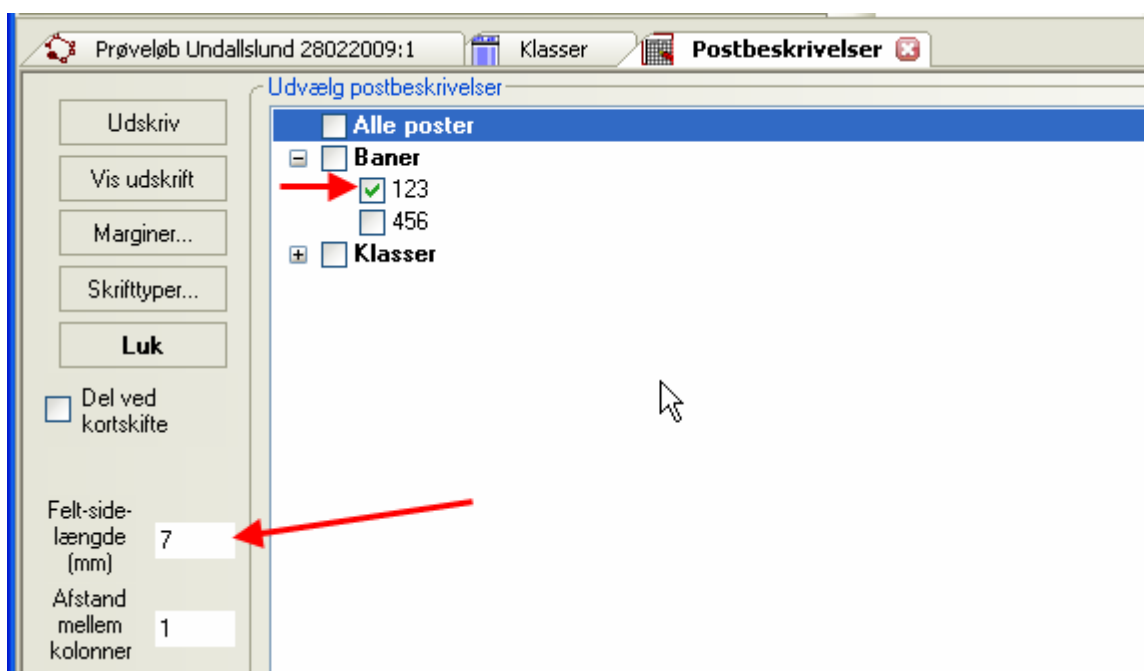 Prøveløb Undallslund 28022009:1 Klasser Postbeskrivelser
Udvælg postbeskrivelser
Udskriv
Vis udskrift
Marginer...
Skrifttyper...
Luk
Del ved
kortskifte
Felt-side-
længde
(mm)
7
Afstand
mellem
kolonner
1
Alle poster
Baner
123
456
Klasser